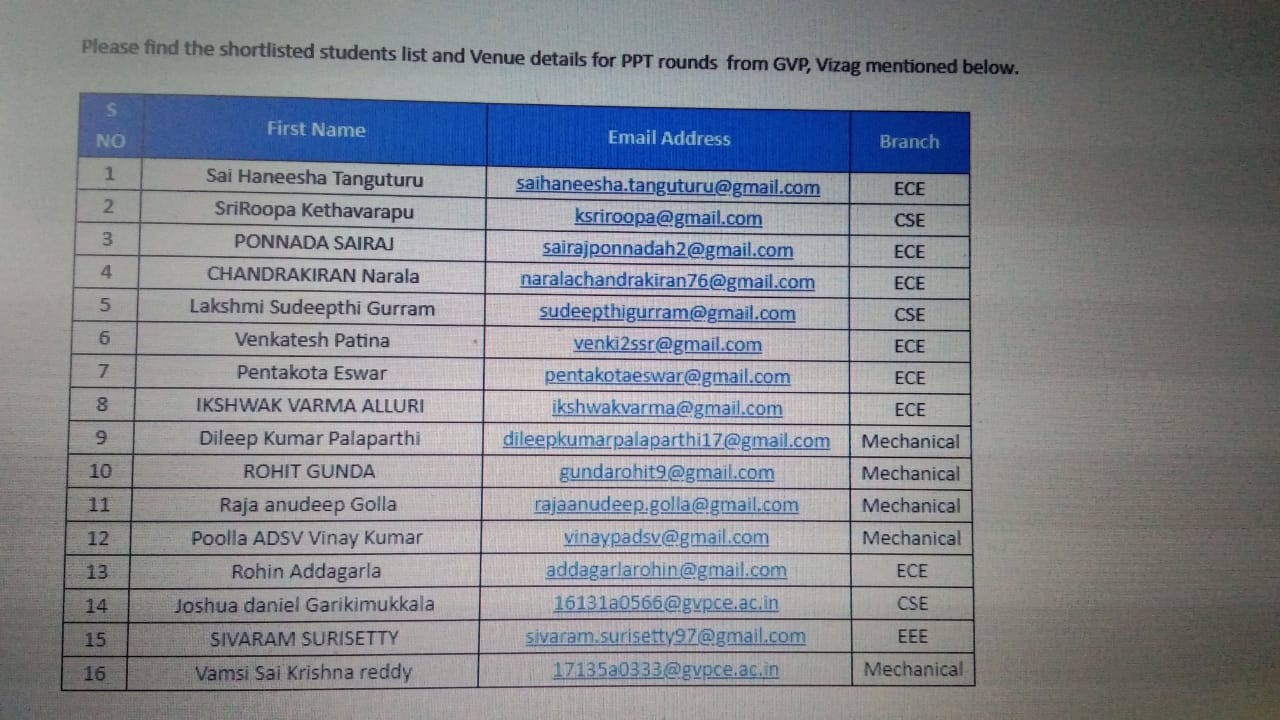 Please find the shortlisted students list and Venue details for PPT rounds from GVP, Vizag mentioned below.
S NO First Name Email Address Branch
1 Sai Haneesha Tanguturu saihaneesha.tanguturu@gmail.com ECE
2 SriRoopa Kethavarapu ksriroopa@gmail.com CSE
3 PONNADA SAIRAJ sairajponnadah2@gmail.com ECE
4 CHANDRAKIRAN Narala naralachandrakiran76@gmail.com ECE
5 Lakshmi Sudeepthi Gurram sudeepthigurram@gmail.com CSE
6 Venkatesh Patina venki2ssr@gmail.com ECE
7 Pentakota Eswar pentakotaeswar@gmail.com ECE
8 IKSHWAK VARMA ALLURI ikshwakvarma@gmail.com ECE
9 Dileep Kumar Palaparthi dileepkumarpalaparthi17@gmail.com Mechanical
10 ROHIT GUNDA gundarohit9@gmail.com Mechanical
11 Raja anudeep Golla rajaanudeep.golla@gmail.com Mechanical
12 Poolla ADSV Vinay Kumar vinaypadsv@gmail.com Mechanical
13 Rohin Addagarla addagarlarohin@gmail.com ECE
14 Joshua daniel Garikimukkala 16131a0566@gvpce.ac.in CSE
15 SIVARAM SURISETTY sivaram.surisetty97@gmail.com EEE
16 Vamsi Sai Krishna reddy 17135a0333@gvpce.ac.in Mechanical